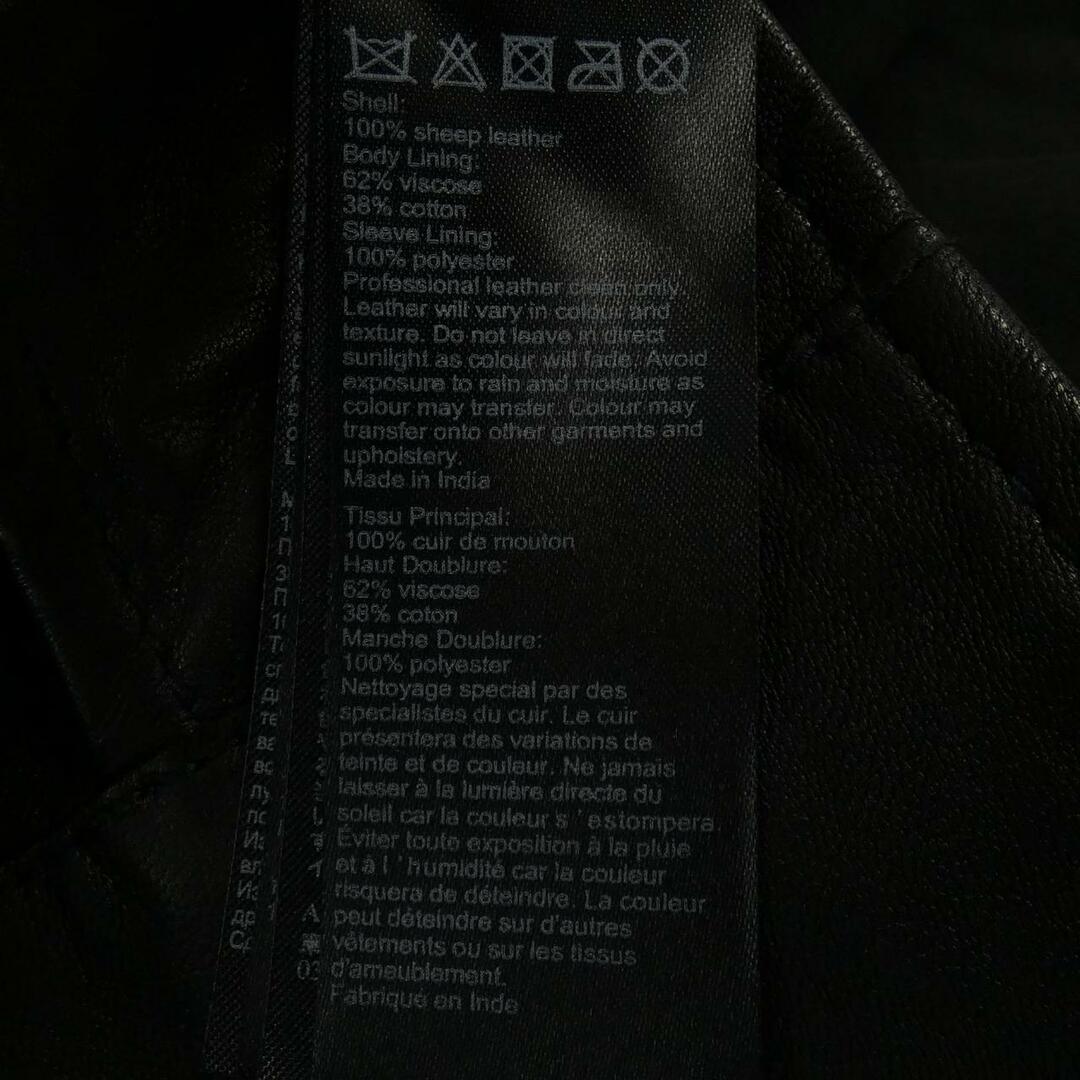 Shell:
100% sheep leather
Body Lining:
62% viscose
38% cotton
Sleeve Lining:
100% polyester
Professional leather clean only
Leather will vary in colour and
texture. Do not leave in direct
sunlight as colour will fade. Avoid
exposure to rain and moisture as
colour may transfer. Colour may
transfer onto other garments and
upholstery.
Made in India
Tissu Principal:
100% cuir de mouton
Haut Doublure:
62% viscose
38% coton
Manche Doublure:
100% polyester
Nettoyage special par des
specialistes du cuir. Le cuir
présentera des variations de
teinte et de couleur. Ne jamais
laisser à la lumière directe du
soleil car la couleur s 'estompera.
Éviter toute exposition à la pluie
et à l 'humidité car la couleur
risquera de déteindre. La couleur
peut déteindre sur d'autres
vêtements ou sur les tissus
d'ameublement.
Fabrique en Inde